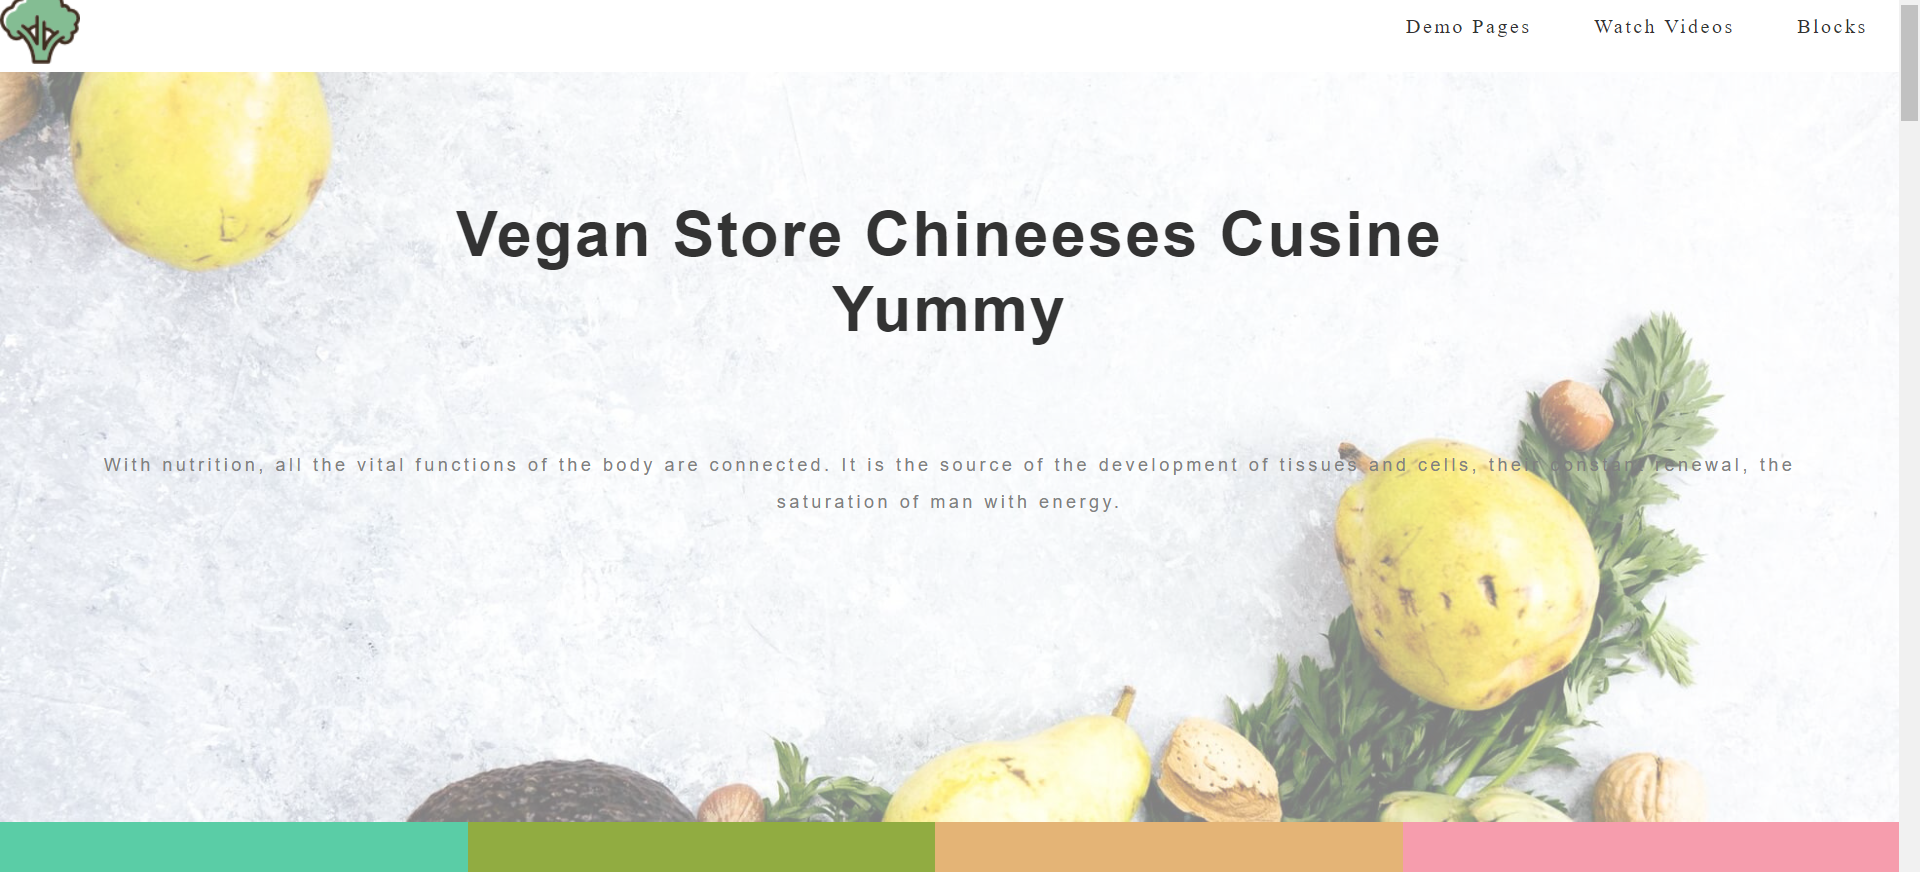 Demo Pages Watch Videos Blocks
Vegan Store Chineeses Cusine
Yummy
With nutrition, all the vital functions of the body are connected. It is the source of the development of tissues and cells, their constant renewal, the
saturation of man with energy.